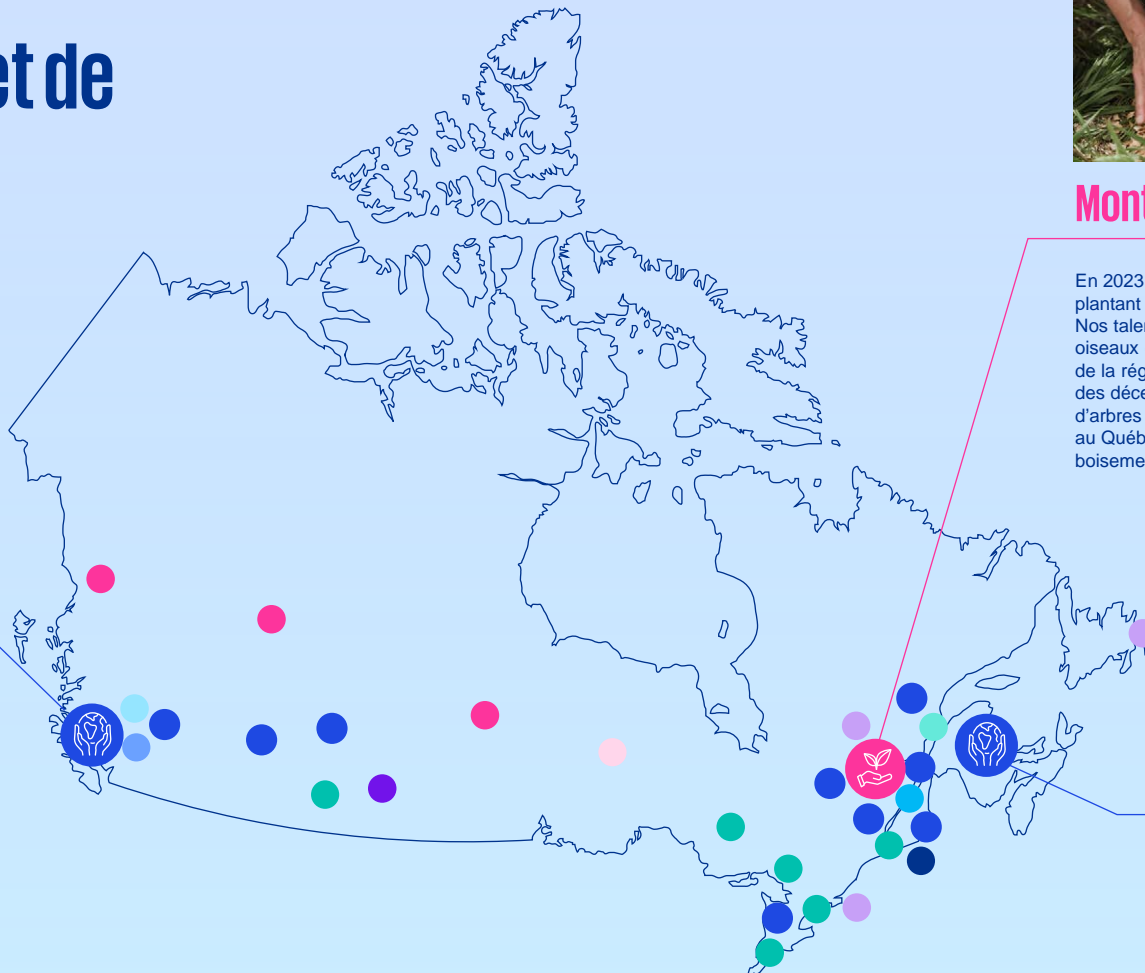 et de
Mont
En 2023
plantant
Nos taler
oiseaux
de la rég
des déce
d'arbres
au Québ
boiseme